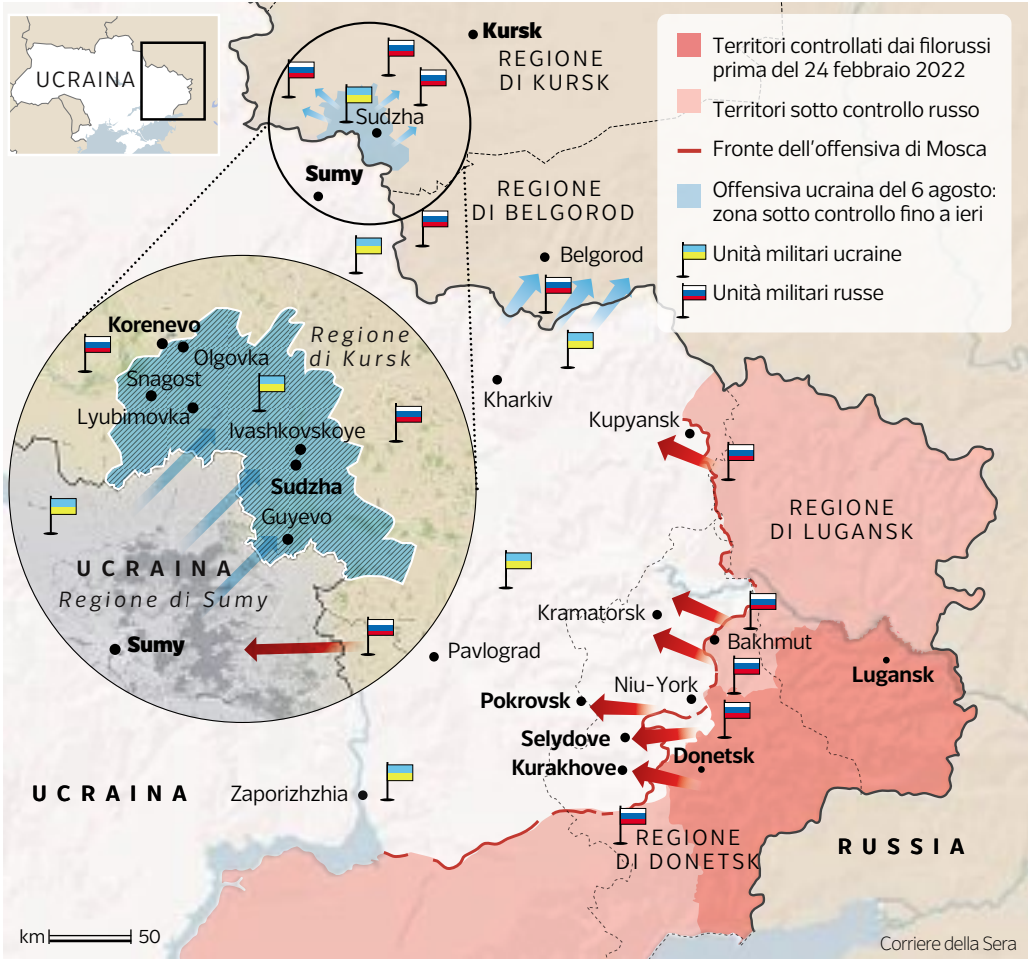 UCRAINA
Kursk
REGIONE
DI KURSK
Sudzha
Sumy
REGIONE
DI BELGOROD
Belgorod
Territori controllati dai filorussi
prima del 24 febbraio 2022
Territori sotto controllo russo
Fronte dell'offensiva di Mosca
Offensiva ucraina del 6 agosto:
zona sotto controllo fino a ieri
Unità militari ucraine
Unità militari russe
Korenevo
Olgovka
Regione
di Kursk
Snagost
Lyubimovka
Ivashkovskoye
Sudzha
Guyevo
UCRAINA
Regione di Sumy
Sumy
Kharkiv
Kupyansk
REGIONE
DI LUGANSK
Kramatorsk
Bakhmut
Pavlograd
Lugansk
Niu-York
Pokrovsk
Selydove
Donetsk
Kurakhove
UCRAINA
Zaporizhzhia
REGIONE
DI DONETSK
RUSSIA
km 50
Corriere della Sera